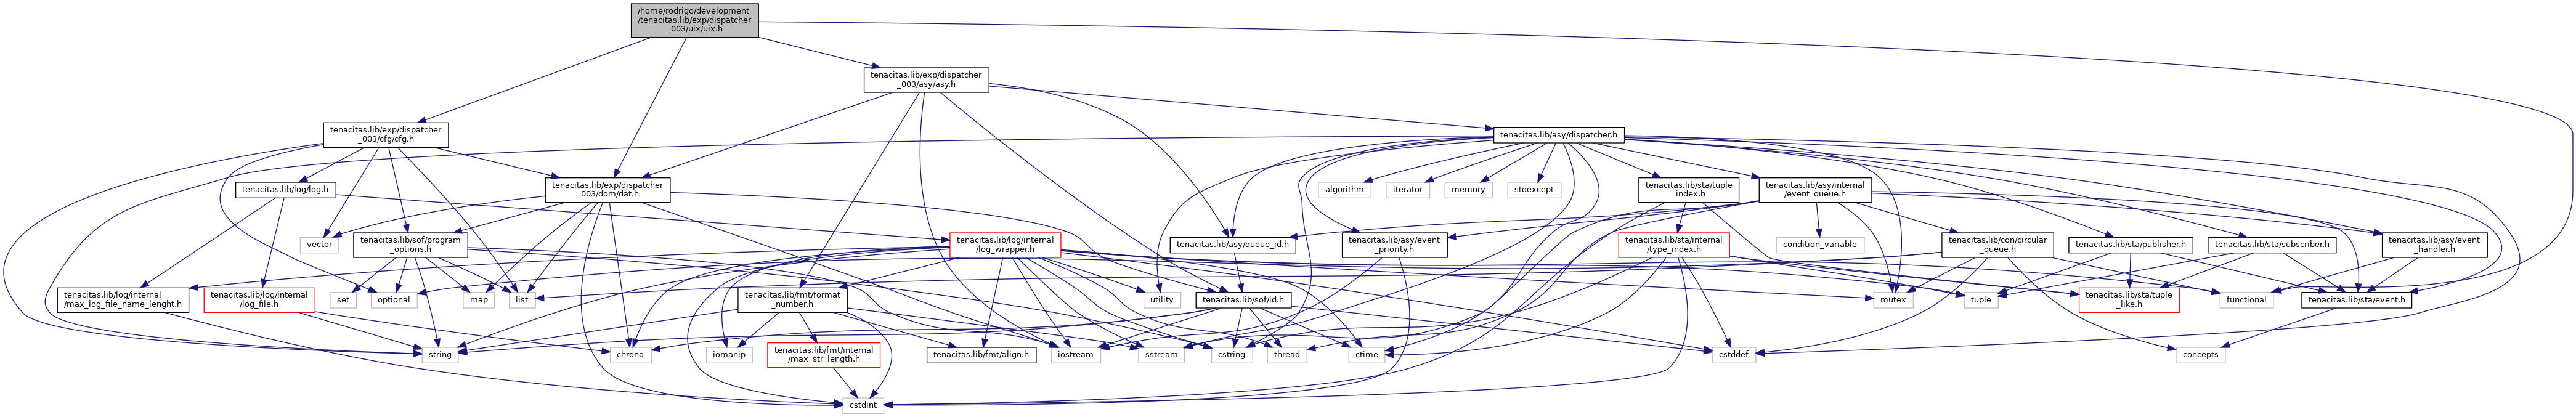 /home/rodrigo/development
/tenacitas.lib/exp/dispatcher
_003/uix/uix.h
tenacitas.lib/exp/dispatcher
_003/asy/asy.h
tenacitas.lib/exp/dispatcher
_003/cfg/cfg.h
tenacitas.lib/asy/dispatcher.h
tenacitas.lib/log/log.h
tenacitas.lib/exp/dispatcher
_003/dom/dat.h
algorithm
iterator
memory
stdexcept
tenacitas.lib/sta/tuple
_index.h
tenacitas.lib/asy/internal
/event_queue.h
vector
tenacitas.lib/sof/program
_options.h
tenacitas.lib/log/internal
/log_wrapper.h
tenacitas.lib/asy/queue_id.h
tenacitas.lib/asy/event
_priority.h
tenacitas.lib/sta/internal
/type_index.h
condition_variable
tenacitas.lib/con/circular
_queue.h
tenacitas.lib/sta/publisher.h
tenacitas.lib/sta/subscriber.h
tenacitas.lib/asy/event
_handler.h
tenacitas.lib/log/internal
/max_log_file_name_lenght.h
tenacitas.lib/log/internal
/log_file.h
set
optional
map
list
tenacitas.lib/fmt/format
_number.h
utility
tenacitas.lib/sof/id.h
mutex
tuple
tenacitas.lib/sta/tuple
_like.h
functional
tenacitas.lib/sta/event.h
string
chrono
iomanip
tenacitas.lib/fmt/internal
/max_str_length.h
tenacitas.lib/fmt/align.h
iostream
sstream
cstring
thread
ctime
cstddef
concepts
cstdint